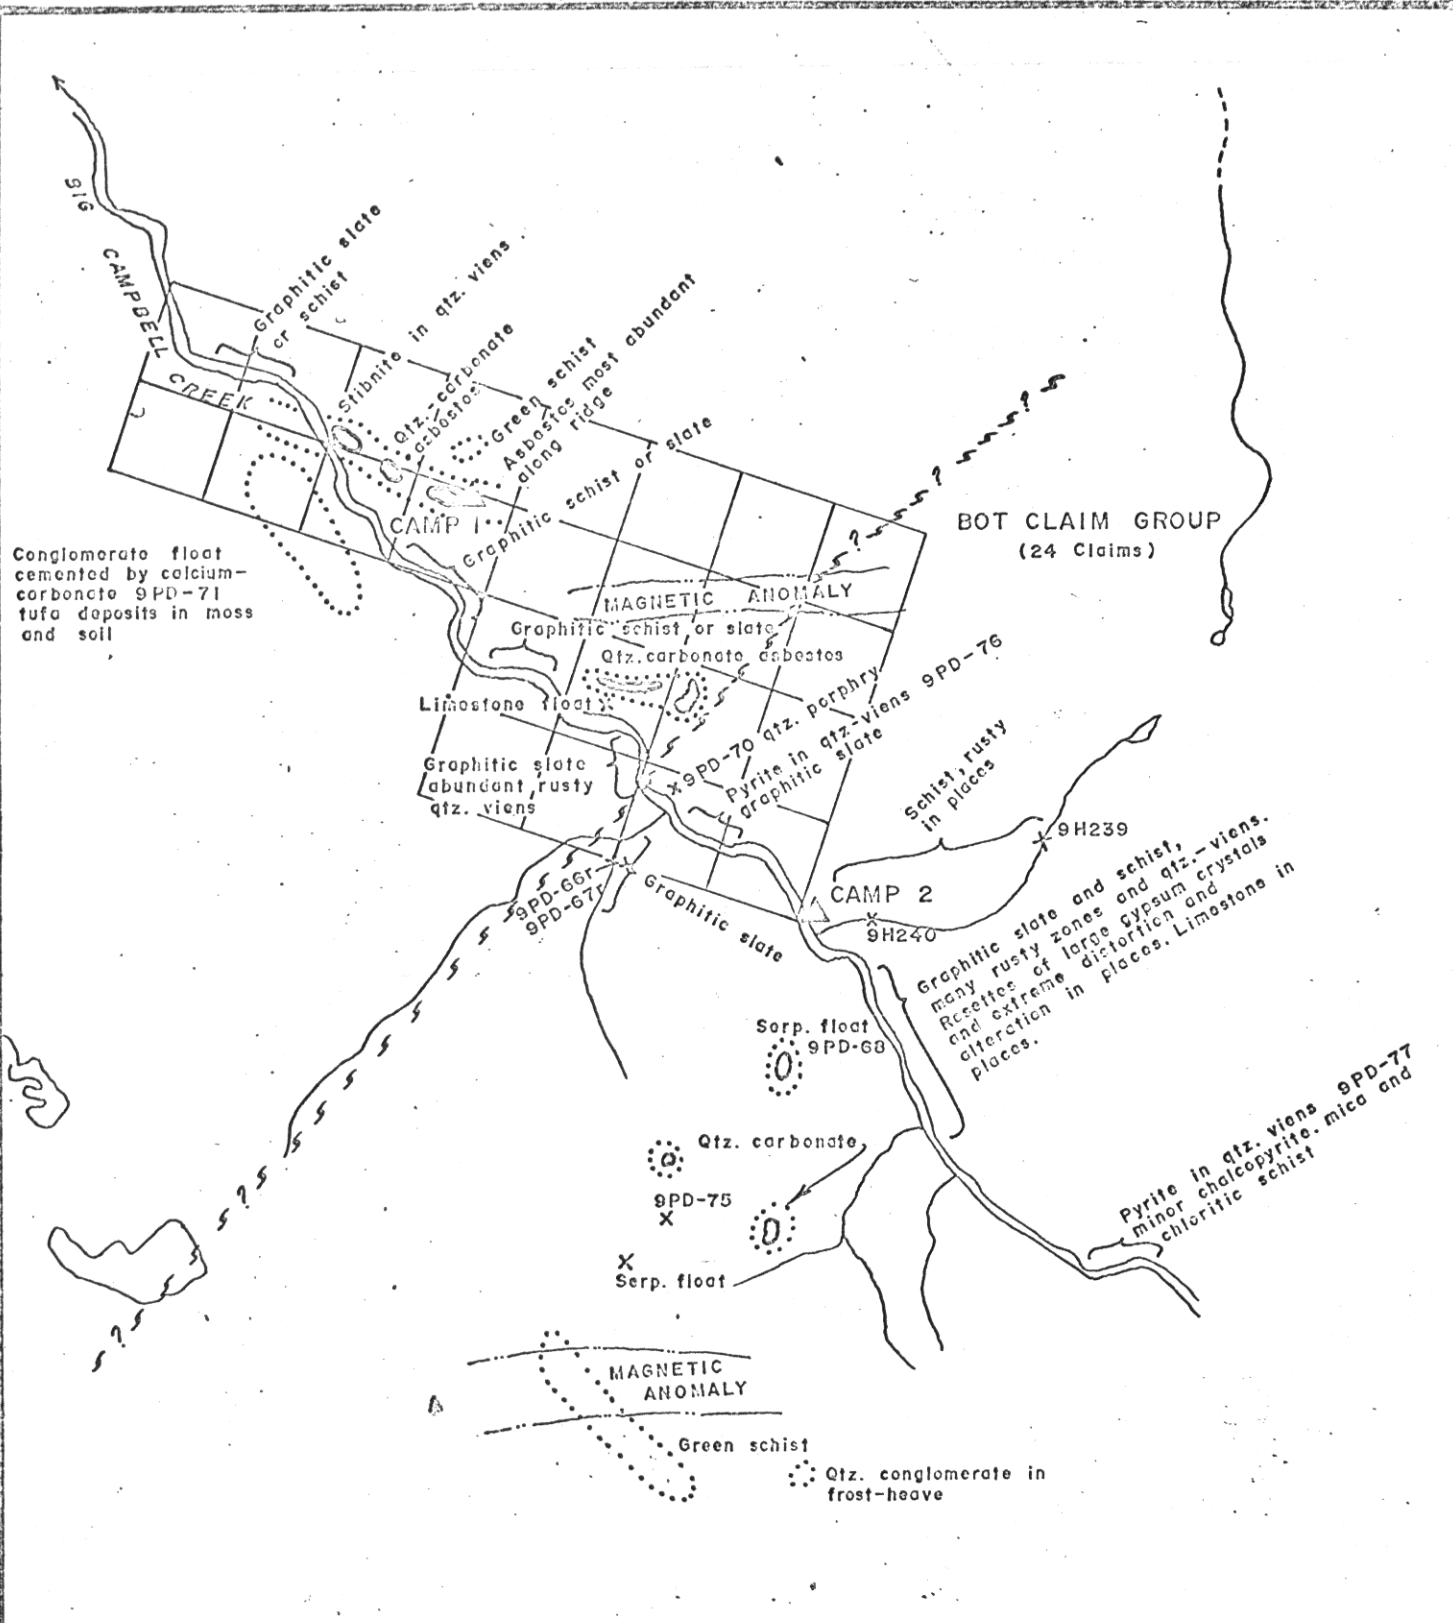 BIG
CAMPBELL
CREEK
Graphitic slate
or schist
Stibnite in qtz. viens.
Qtz.-carbonate
asbestos
Green schist
Asbestos most abundant
along ridge
Graphitic schist or slate
CAMP 1
Conglomerate float
cemented by calcium-
carbonate 9PD-71
tufa deposits in moss
and soil
BOT CLAIM GROUP
(24 Claims)
MAGNETIC ANOMALY
Graphitic schist or slate
Qtz. carbonate asbestos
Limestone float
Graphitic slate
abundant, rusty
qtz. viens
9PD-70 qtz. porphry
Pyrite in qtz-viens 9PD-76
graphitic slate
Schist, rusty
in places
9H239
CAMP 2
9H240
9PD-66r
9PD-67r
Graphitic slate
Graphitic slate and schist,
many rusty zones and qtz.-viens.
Rosettes of large gypsum crystals
and extreme distortion and
alteration in places. Limestone in
places.
Serp. float
9PD-68
Qtz. carbonate
9PD-75
Serp. float
Pyrite in qtz. viens 9PD-77
minor chalcopyrite. mica and
chloritic schist
MAGNETIC
ANOMALY
Green schist
Qtz. conglomerate in
frost-heave